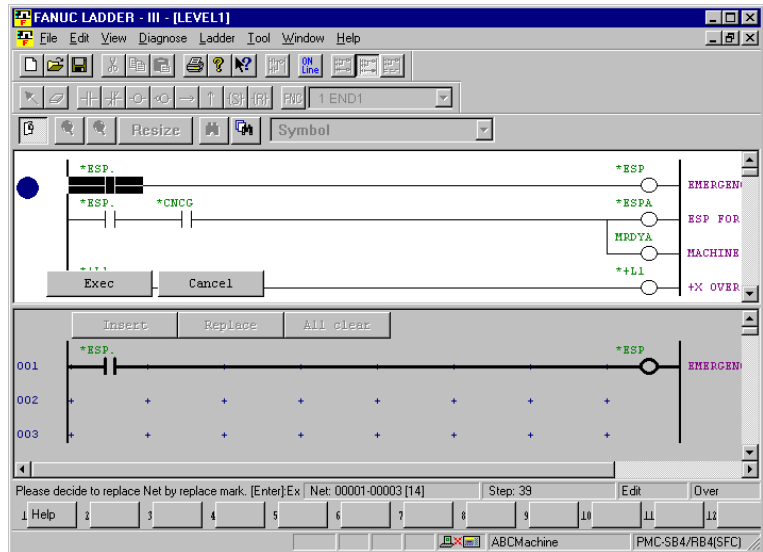 FANUC LADDER - III - [LEVEL1]
File Edit View Diagnose Ladder Tool Window Help
ON Line
(S) (R) FNC 1 END1
Resize Symbol
*ESP. *ESP
EMERGEN
*ESP. *CNCG *ESPA
ESP FOR
MRDYA
MACHINE
*+L1 *+L1
Exec Cancel +X OVER
Insert Replace All clear
*ESP. *ESP
001 EMERGEN
002
003
Please decide to replace Net by replace mark. [Enter]:Ex Net: 00001-00003 [14] Step: 39 Edit Over
1 Help 2 3 4 5 6 7 8 9 10 11 12
ABCMachine PMC-SB4/RB4(SFC)